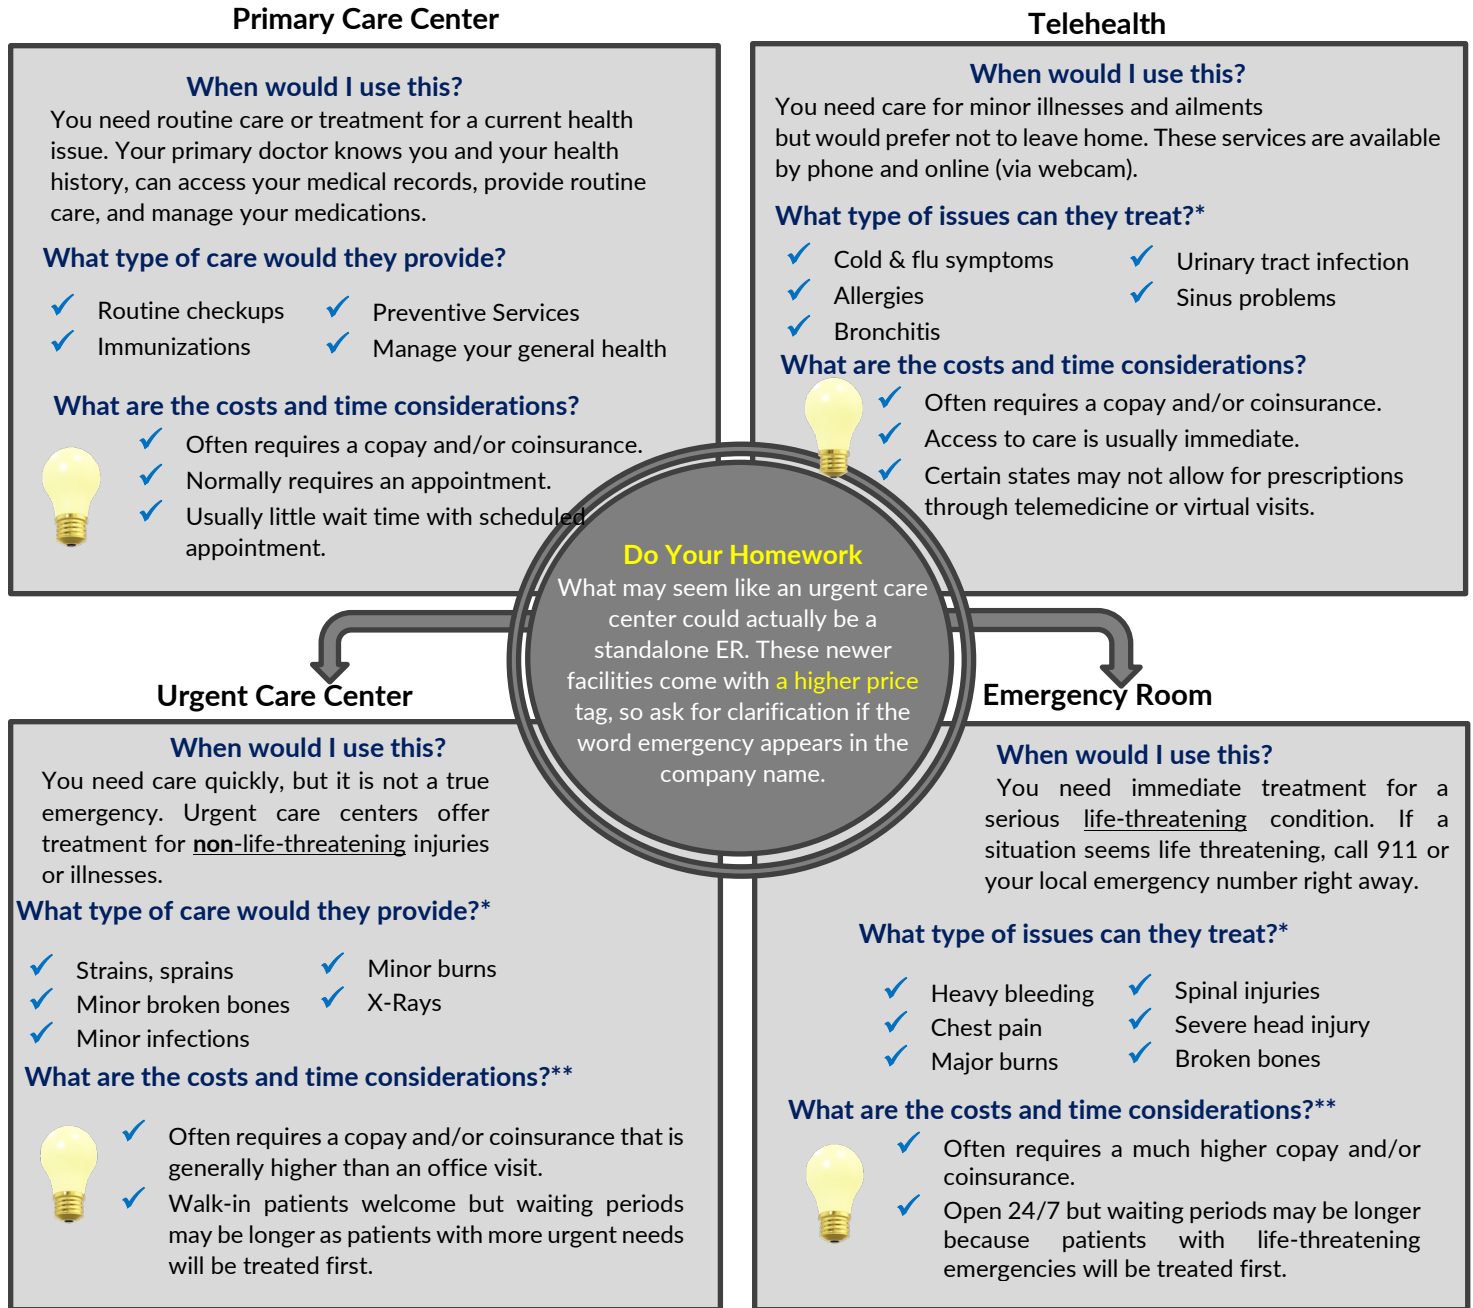 Primary Care Center
When would I use this?
You need routine care or treatment for a current health
issue. Your primary doctor knows you and your health
history, can access your medical records, provide routine
care, and manage your medications.
What type of care would they provide?
Routine checkups
Immunizations
Preventive Services
Manage your general health
What are the costs and time considerations?
Often requires a copay and/or coinsurance.
Normally requires an appointment.
Usually little wait time with scheduled
appointment.
Telehealth
When would I use this?
You need care for minor illnesses and ailments
but would prefer not to leave home. These services are available
by phone and online (via webcam).
What type of issues can they treat?*
Cold & flu symptoms
Allergies
Bronchitis
Urinary tract infection
Sinus problems
What are the costs and time considerations?
Often requires a copay and/or coinsurance.
Access to care is usually immediate.
Certain states may not allow for prescriptions
through telemedicine or virtual visits.
Do Your Homework
What may seem like an urgent care
center could actually be a
standalone ER. These newer
facilities come with a higher price
tag, so ask for clarification if the
word emergency appears in the
company name.
Urgent Care Center
When would I use this?
You need care quickly, but it is not a true
emergency. Urgent care centers offer
treatment for non-life-threatening injuries
or illnesses.
What type of care would they provide?*
Strains, sprains
Minor broken bones
Minor infections
Minor burns
X-Rays
What are the costs and time considerations?**
Often requires a copay and/or coinsurance that is
generally higher than an office visit.
Walk-in patients welcome but waiting periods
may be longer as patients with more urgent needs
will be treated first.
Emergency Room
When would I use this?
You need immediate treatment for a
serious life-threatening condition. If a
situation seems life threatening, call 911 or
your local emergency number right away.
What type of issues can they treat?*
Heavy bleeding
Chest pain
Major burns
Spinal injuries
Severe head injury
Broken bones
What are the costs and time considerations?**
Often requires a much higher copay and/or
coinsurance.
Open 24/7 but waiting periods may be longer
because patients with life-threatening
emergencies will be treated first.